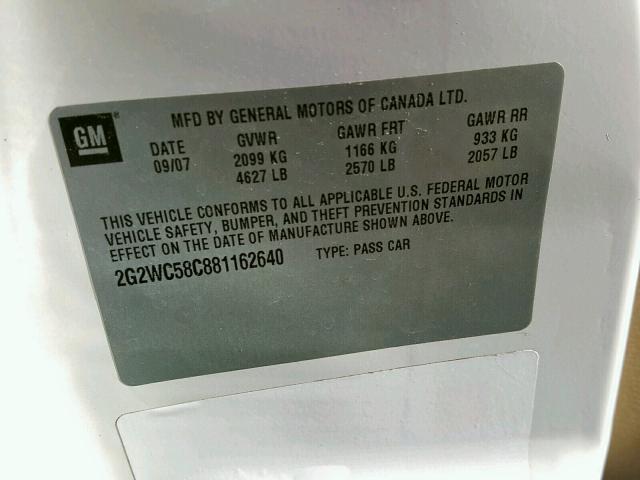 MFD BY GENERAL MOTORS OF CANADA LTD.
GM
DATE GVWR GAWR FRT GAWR RR
09/07 2099 KG 1166 KG 933 KG
4627 LB 2570 LB 2057 LB
THIS VEHICLE CONFORMS TO ALL APPLICABLE U.S. FEDERAL MOTOR
VEHICLE SAFETY, BUMPER, AND THEFT PREVENTION STANDARDS IN
EFFECT ON THE DATE OF MANUFACTURE SHOWN ABOVE.
2G2WC58C881162640 TYPE: PASS CAR